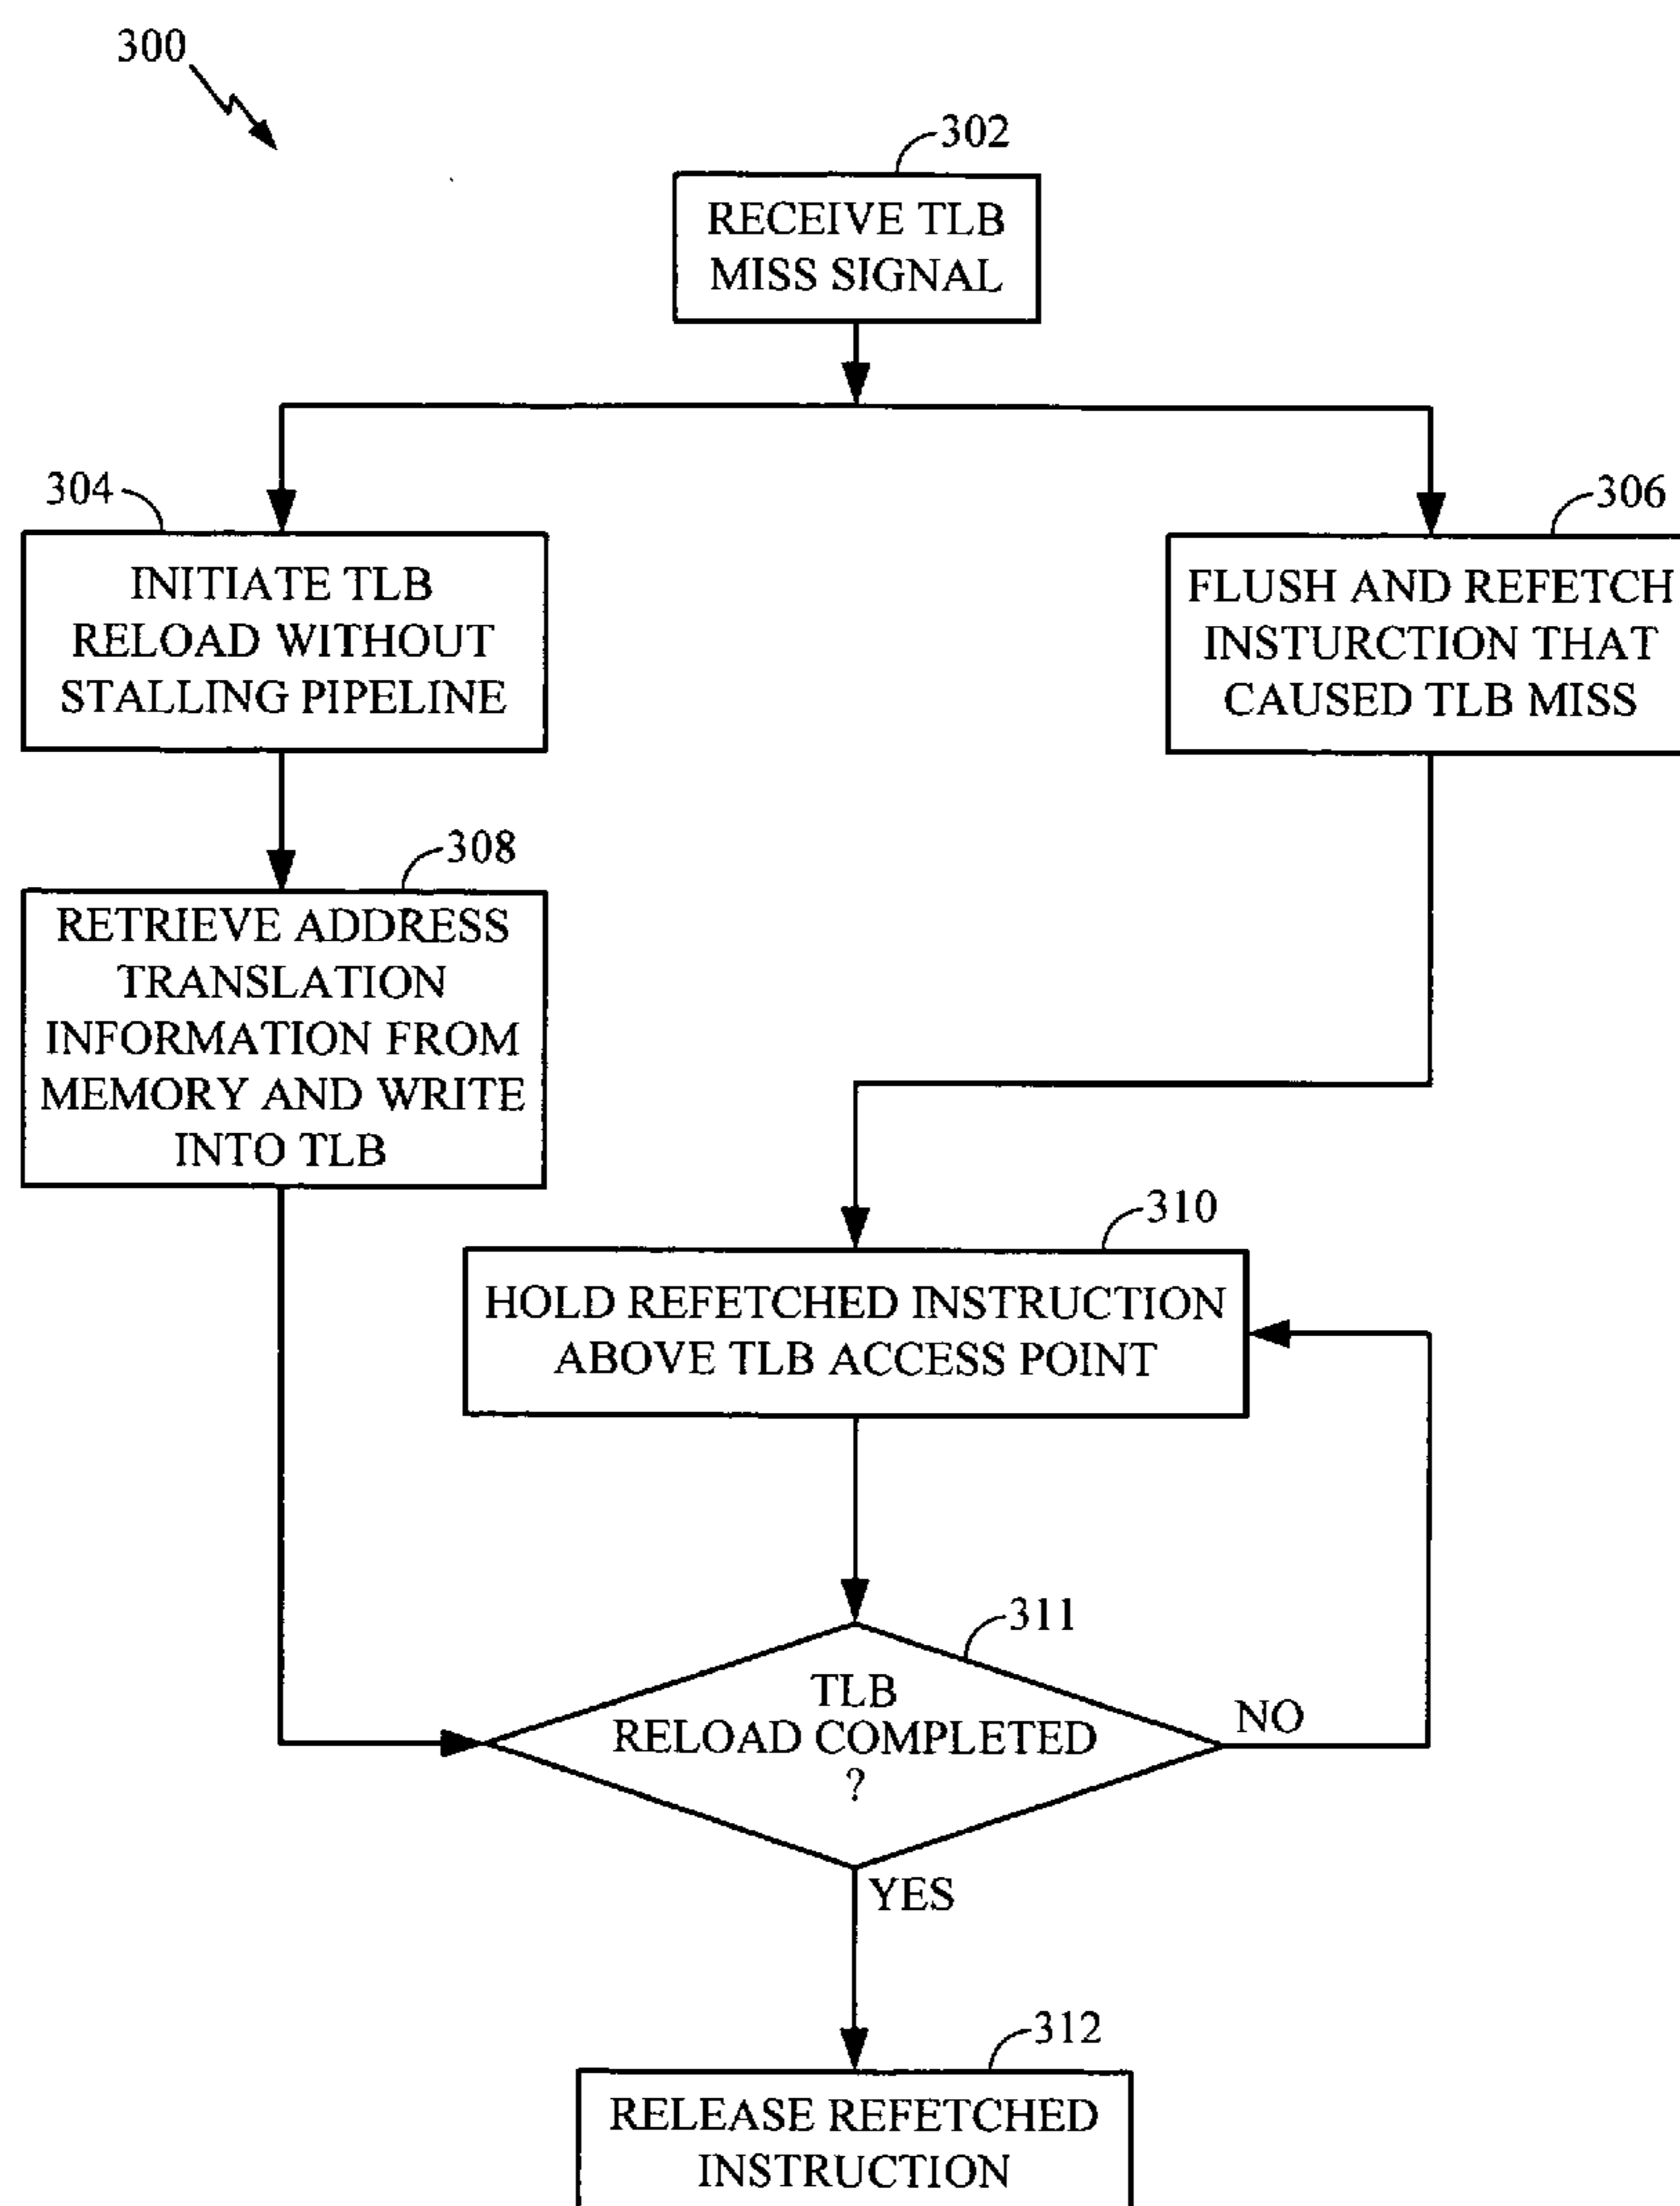 300
302
RECEIVE TLB
MISS SIGNAL
304
INITIATE TLB
RELOAD WITHOUT
STALLING PIPELINE
306
FLUSH AND REFETCH
INSTURCTION THAT
CAUSED TLB MISS
308
RETRIEVE ADDRESS
TRANSLATION
INFORMATION FROM
MEMORY AND WRITE
INTO TLB
310
HOLD REFETCHED INSTRUCTION
ABOVE TLB ACCESS POINT
311
TLB
RELOAD COMPLETED
?
NO
YES
312
RELEASE REFETCHED
INSTRUCTION